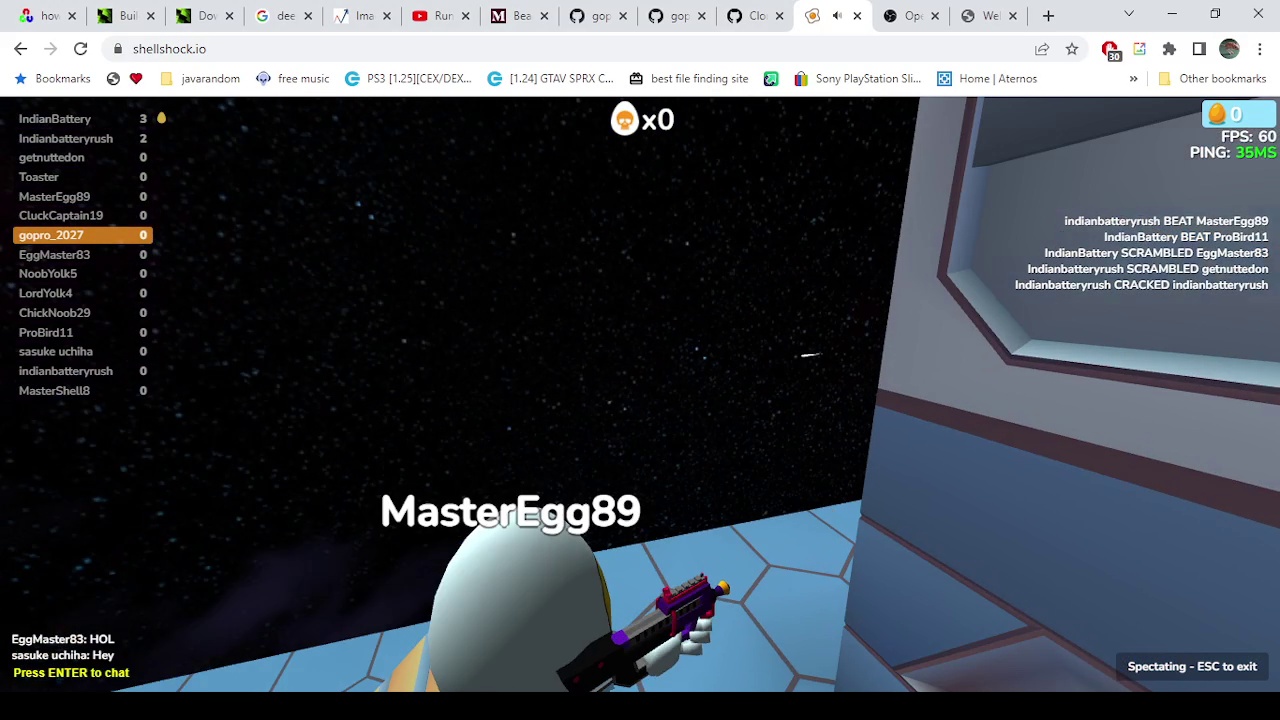 how
Buil
Dov
dee
Ima
Run
Bea
gop
gop
Clo
Ope
Wel
shellshock.io
30
Bookmarks
javarandom
free music
PS3 [1.25][CEX/DEX...
[1.24] GTAV SPRX C...
best file finding site
Sony PlayStation Sli...
Home | Aternos
»
Other bookmarks
IndianBattery 3
Indianbatteryrush 2
getnuttedon 0
Toaster 0
MasterEgg89 0
CluckCaptain19 0
gopro_2027 0
EggMaster83 0
NoobYolk5 0
LordYolk4 0
ChickNoob29 0
ProBird11 0
sasuke uchiha 0
indianbatteryrush 0
MasterShell8 0
x0
0
FPS: 60
PING: 35MS
indianbatteryrush BEAT MasterEgg89
IndianBattery BEAT ProBird11
IndianBattery SCRAMBLED EggMaster83
Indianbatteryrush SCRAMBLED getnuttedon
Indianbatteryrush CRACKED indianbatteryrush
MasterEgg89
EggMaster83: HOL
sasuke uchiha: Hey
Press ENTER to chat
Spectating - ESC to exit